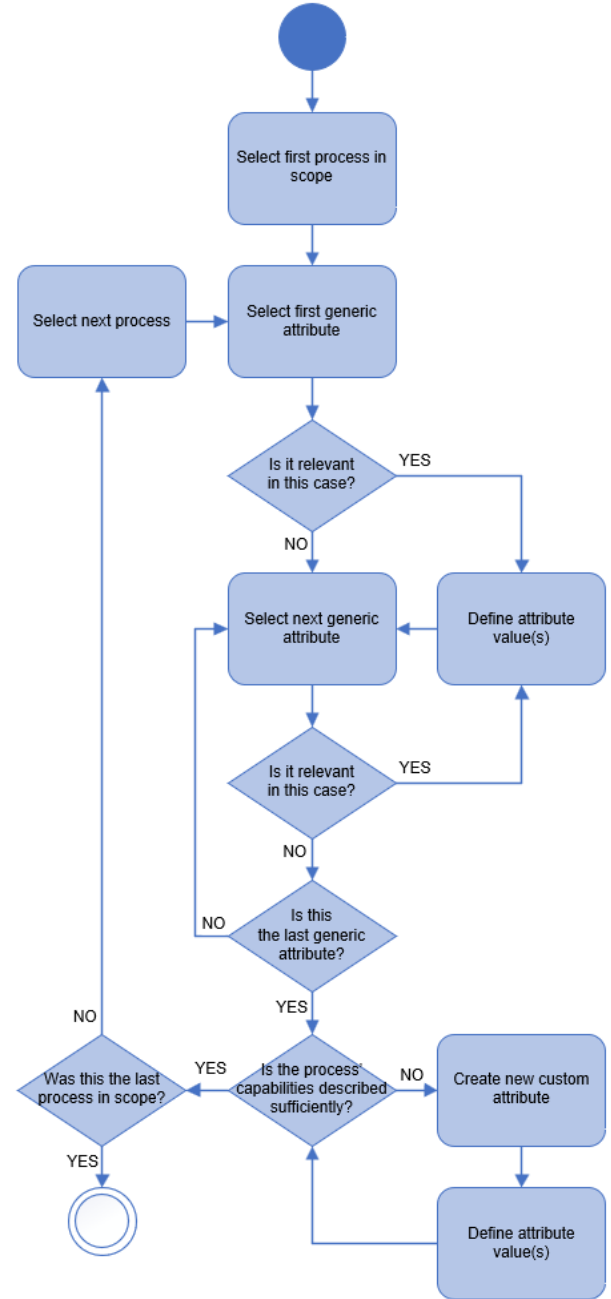 Select first process in
scope
Select next process
Select first generic
attribute
Is it relevant
in this case?
YES
NO
Select next generic
attribute
Define attribute
value(s)
Is it relevant
in this case?
YES
NO
Is this
the last generic
attribute?
NO
YES
NO
Was this the last
process in scope?
YES
Is the process'
capabilities described
sufficiently?
NO
Create new custom
attribute
YES
Define attribute
value(s)